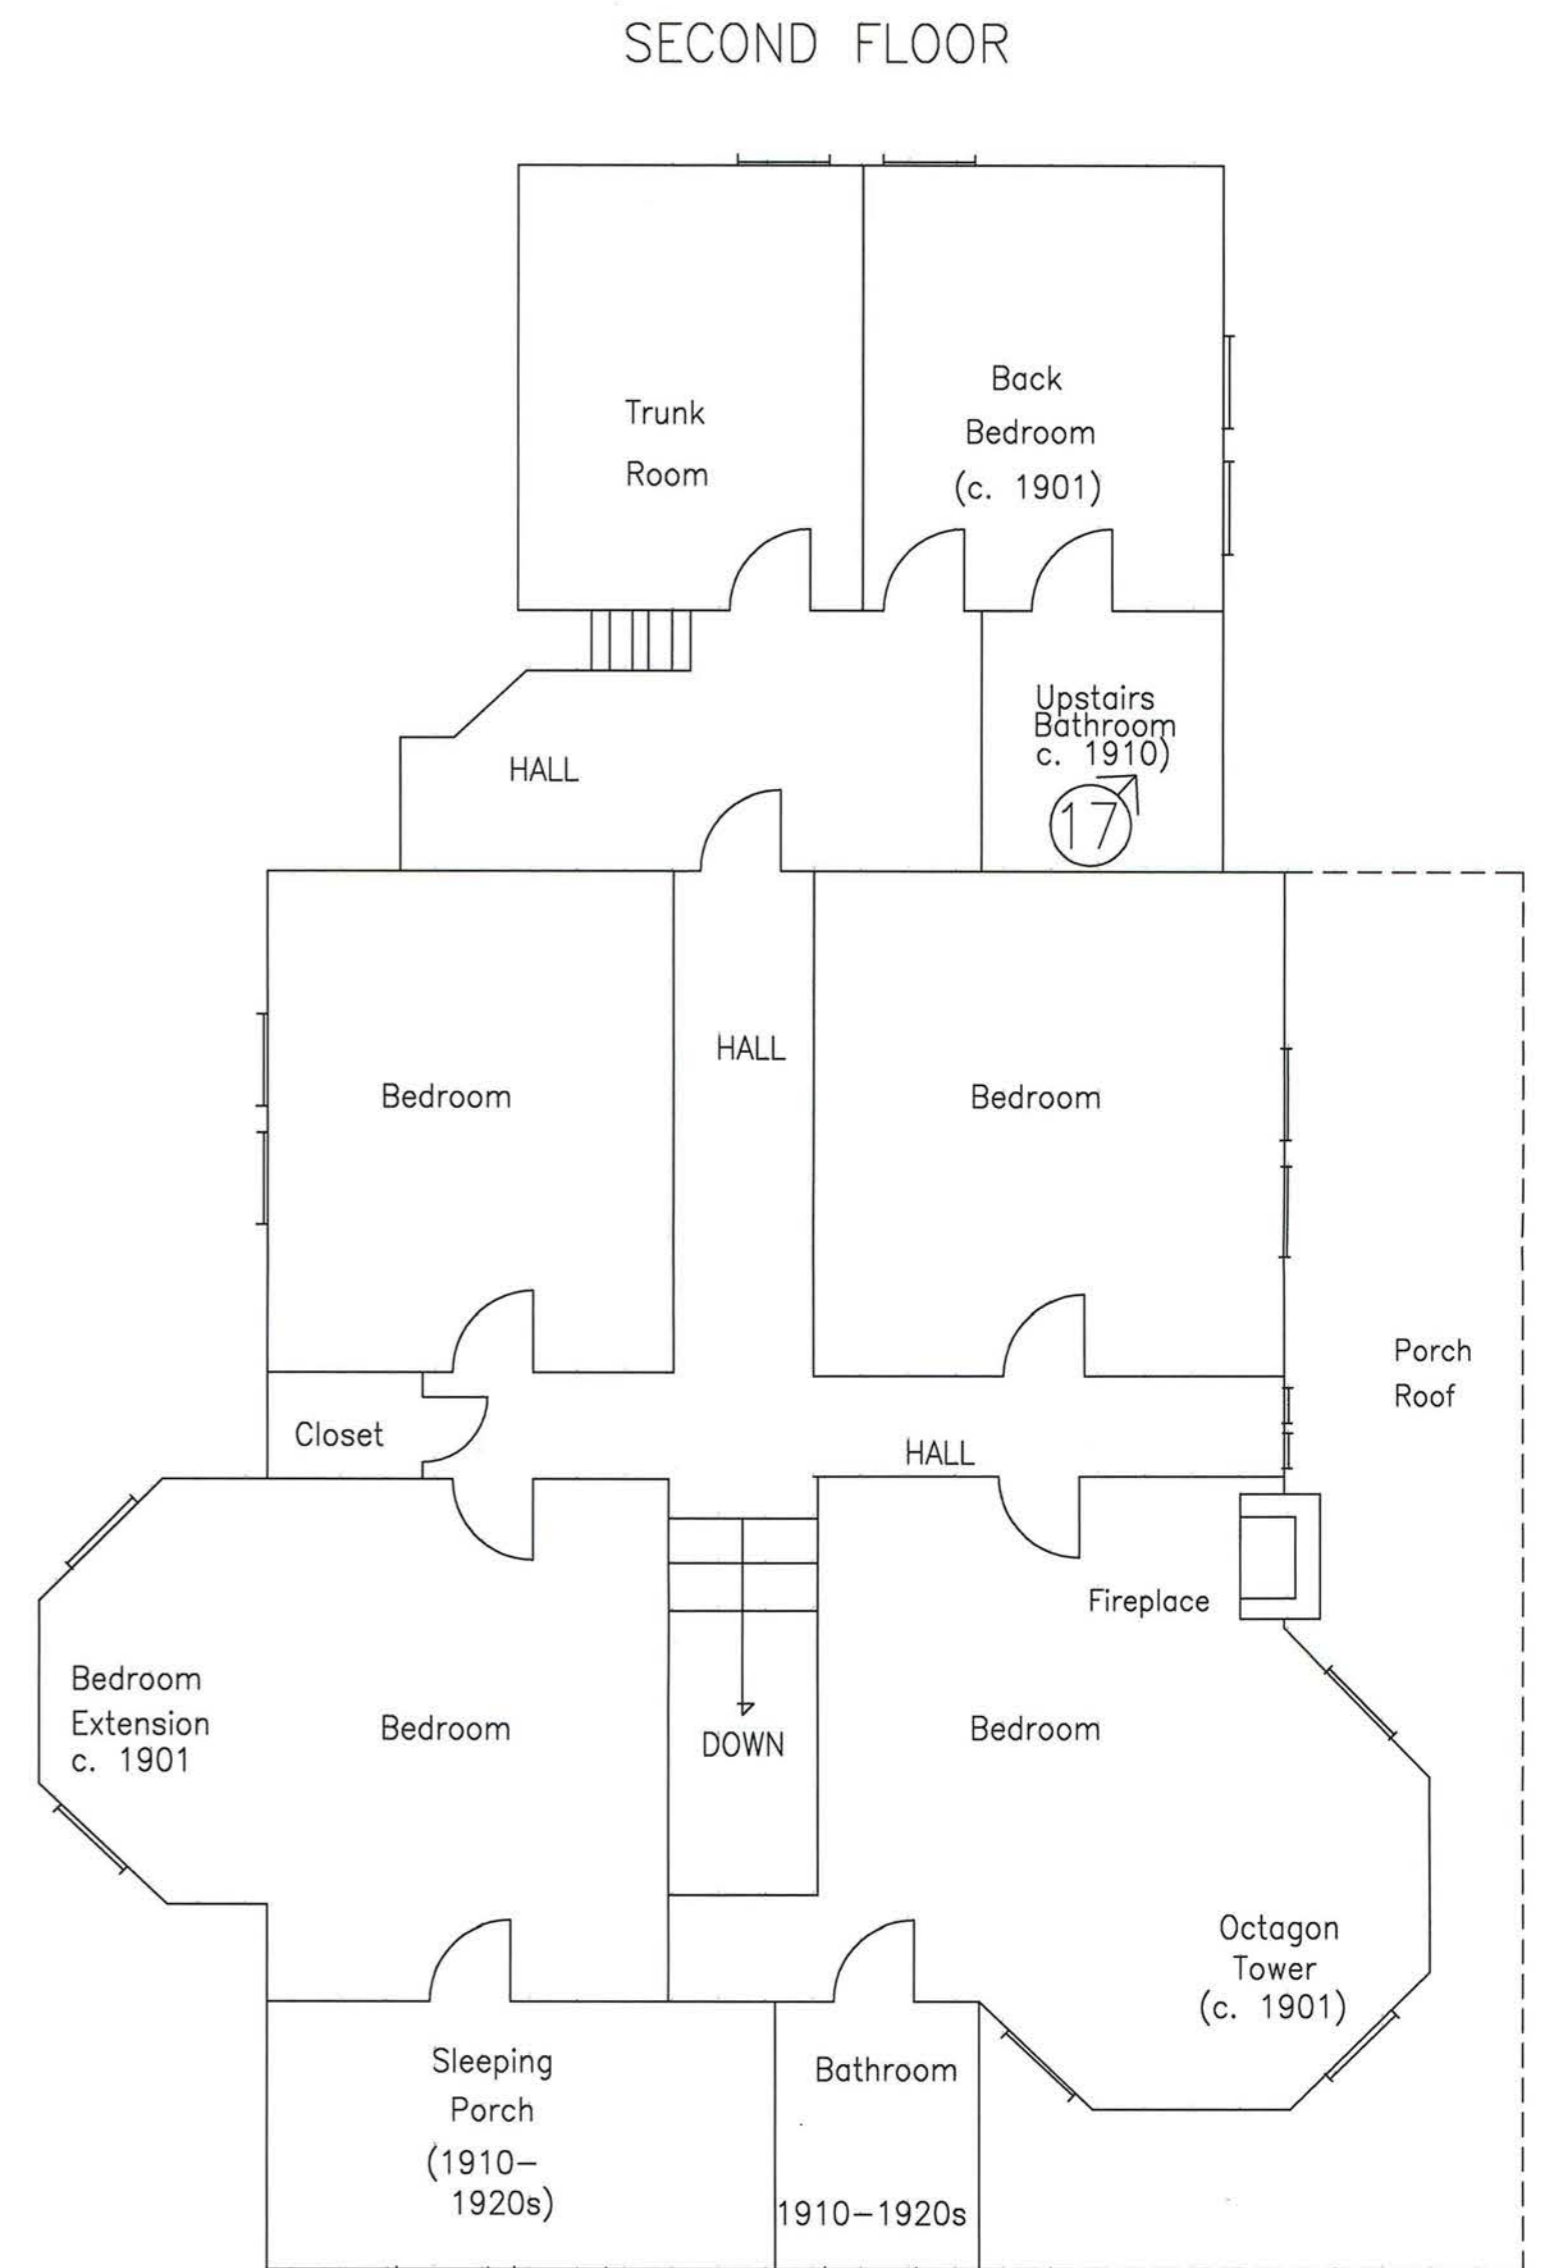 SECOND FLOOR
Trunk
Room
Back
Bedroom
(c. 1901)
Upstairs
Bathroom
c. 1910)
17
HALL
HALL
Bedroom
Bedroom
Porch
Roof
Closet
HALL
Fireplace
Bedroom
Extension
c. 1901
Bedroom
DOWN
Bedroom
Octagon
Tower
(c. 1901)
Sleeping
Porch
(1910-
1920s)
Bathroom
1910-1920s